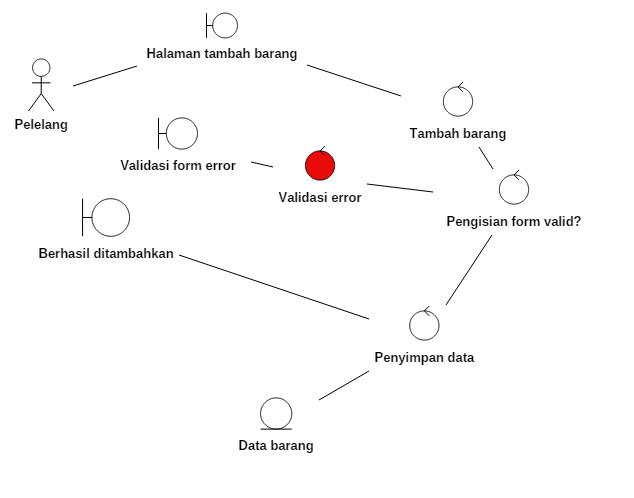 Halaman tambah barang
Pelelang
Tambah barang
Validasi form error
Validasi error
Pengisian form valid?
Berhasil ditambahkan
Penyimpan data
Data barang